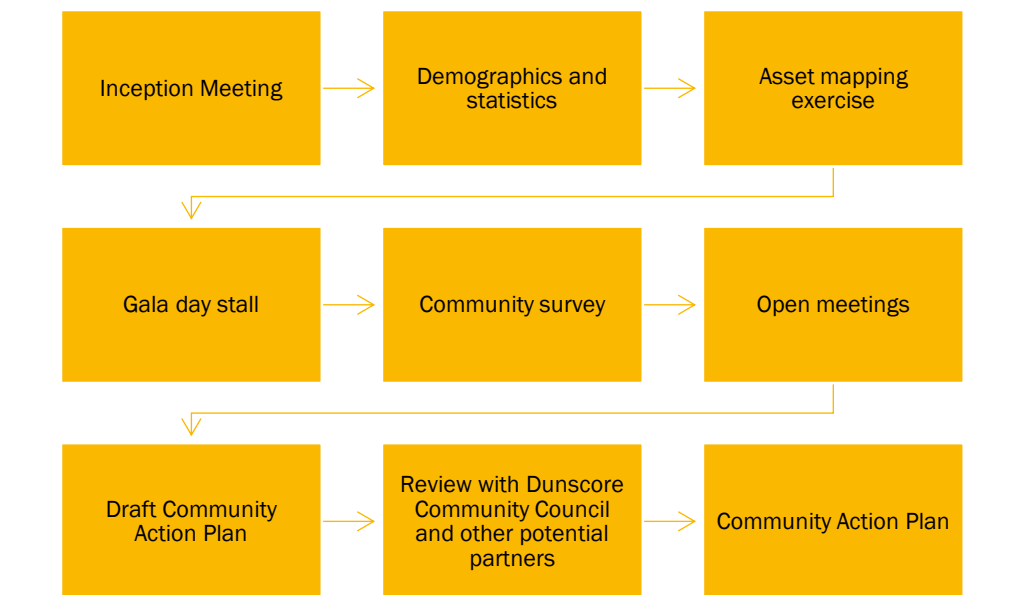 Inception Meeting
Demographics and
statistics
Asset mapping
exercise
Gala day stall
Community survey
Open meetings
Draft Community
Action Plan
Review with Dunscore
Community Council
and other potential
partners
Community Action Plan